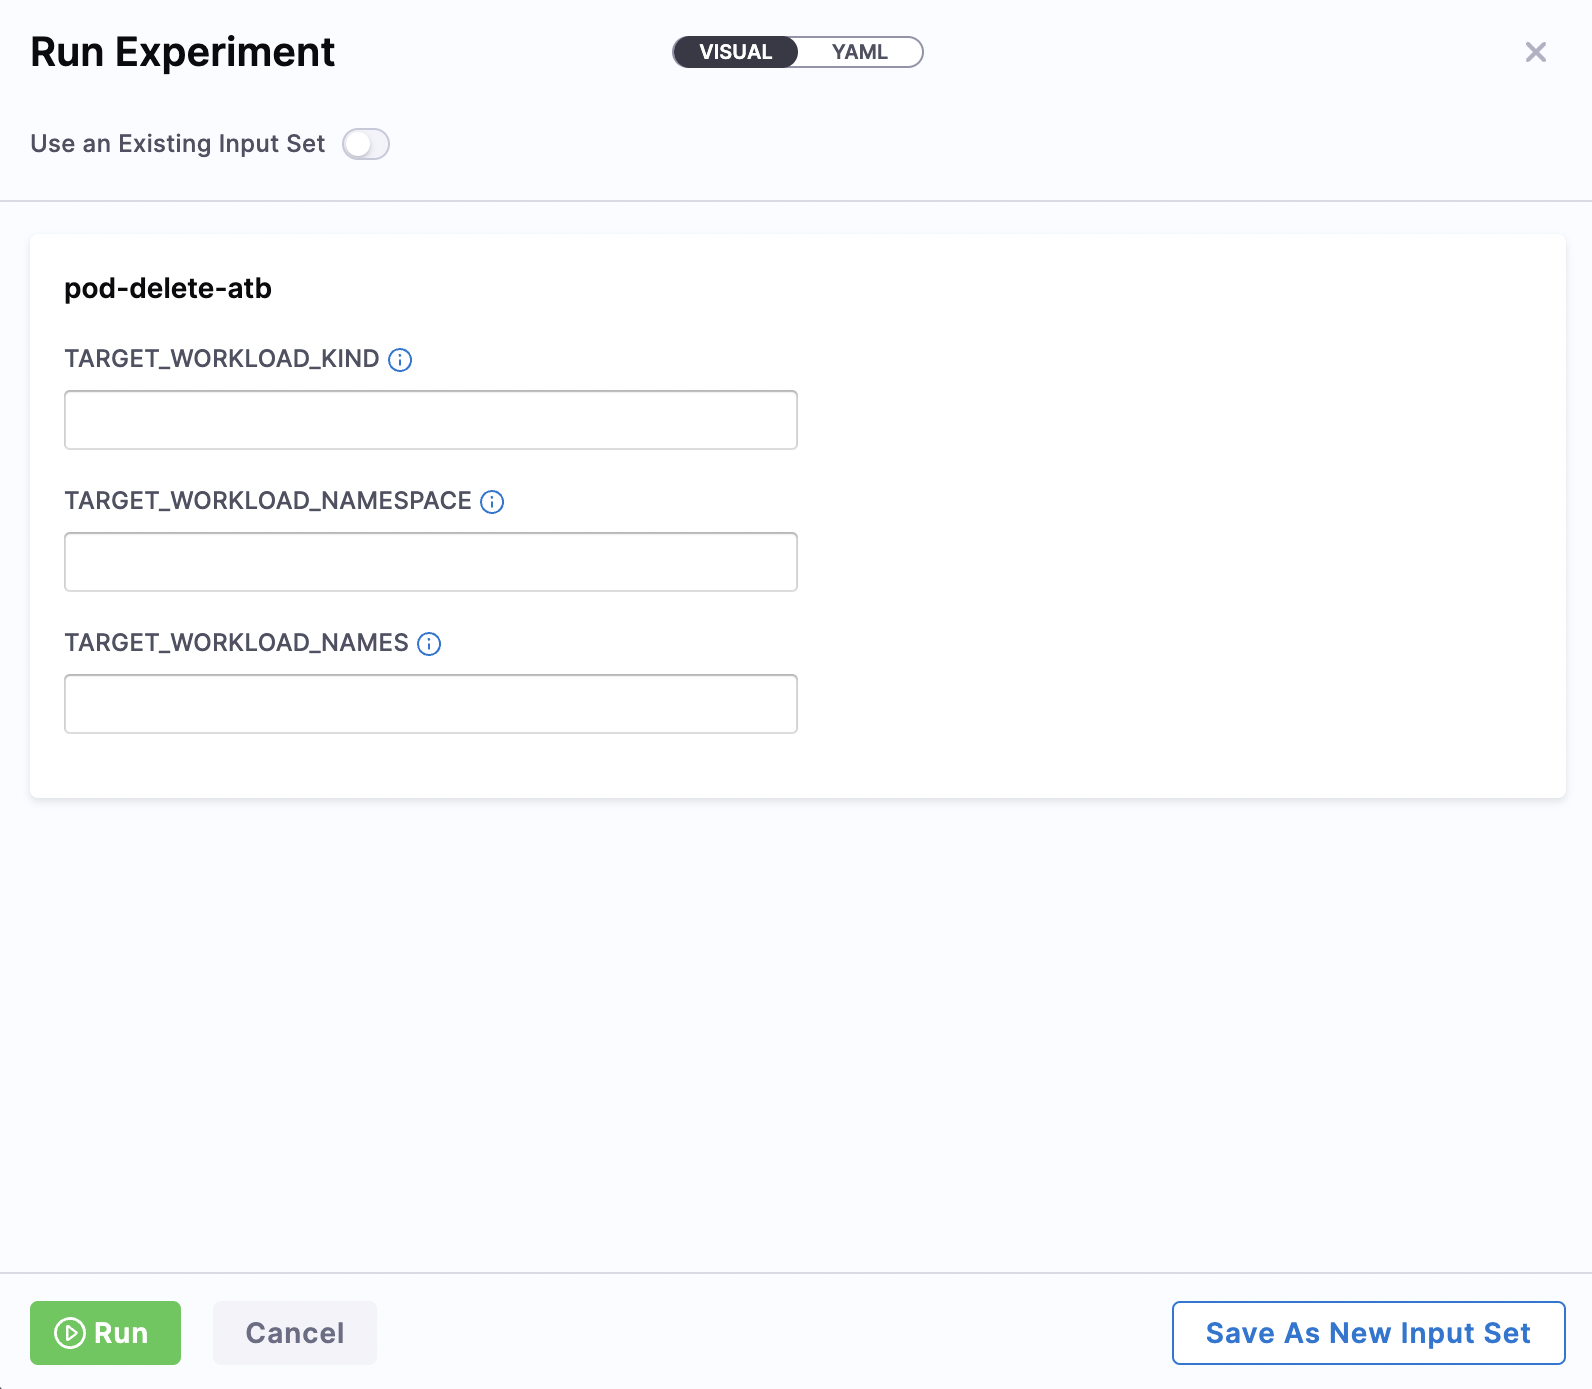 Run Experiment
VISUAL YAML
Use an Existing Input Set
pod-delete-atb
TARGET_WORKLOAD_KIND
TARGET_WORKLOAD_NAMESPACE
TARGET_WORKLOAD_NAMES
Run Cancel Save As New Input Set